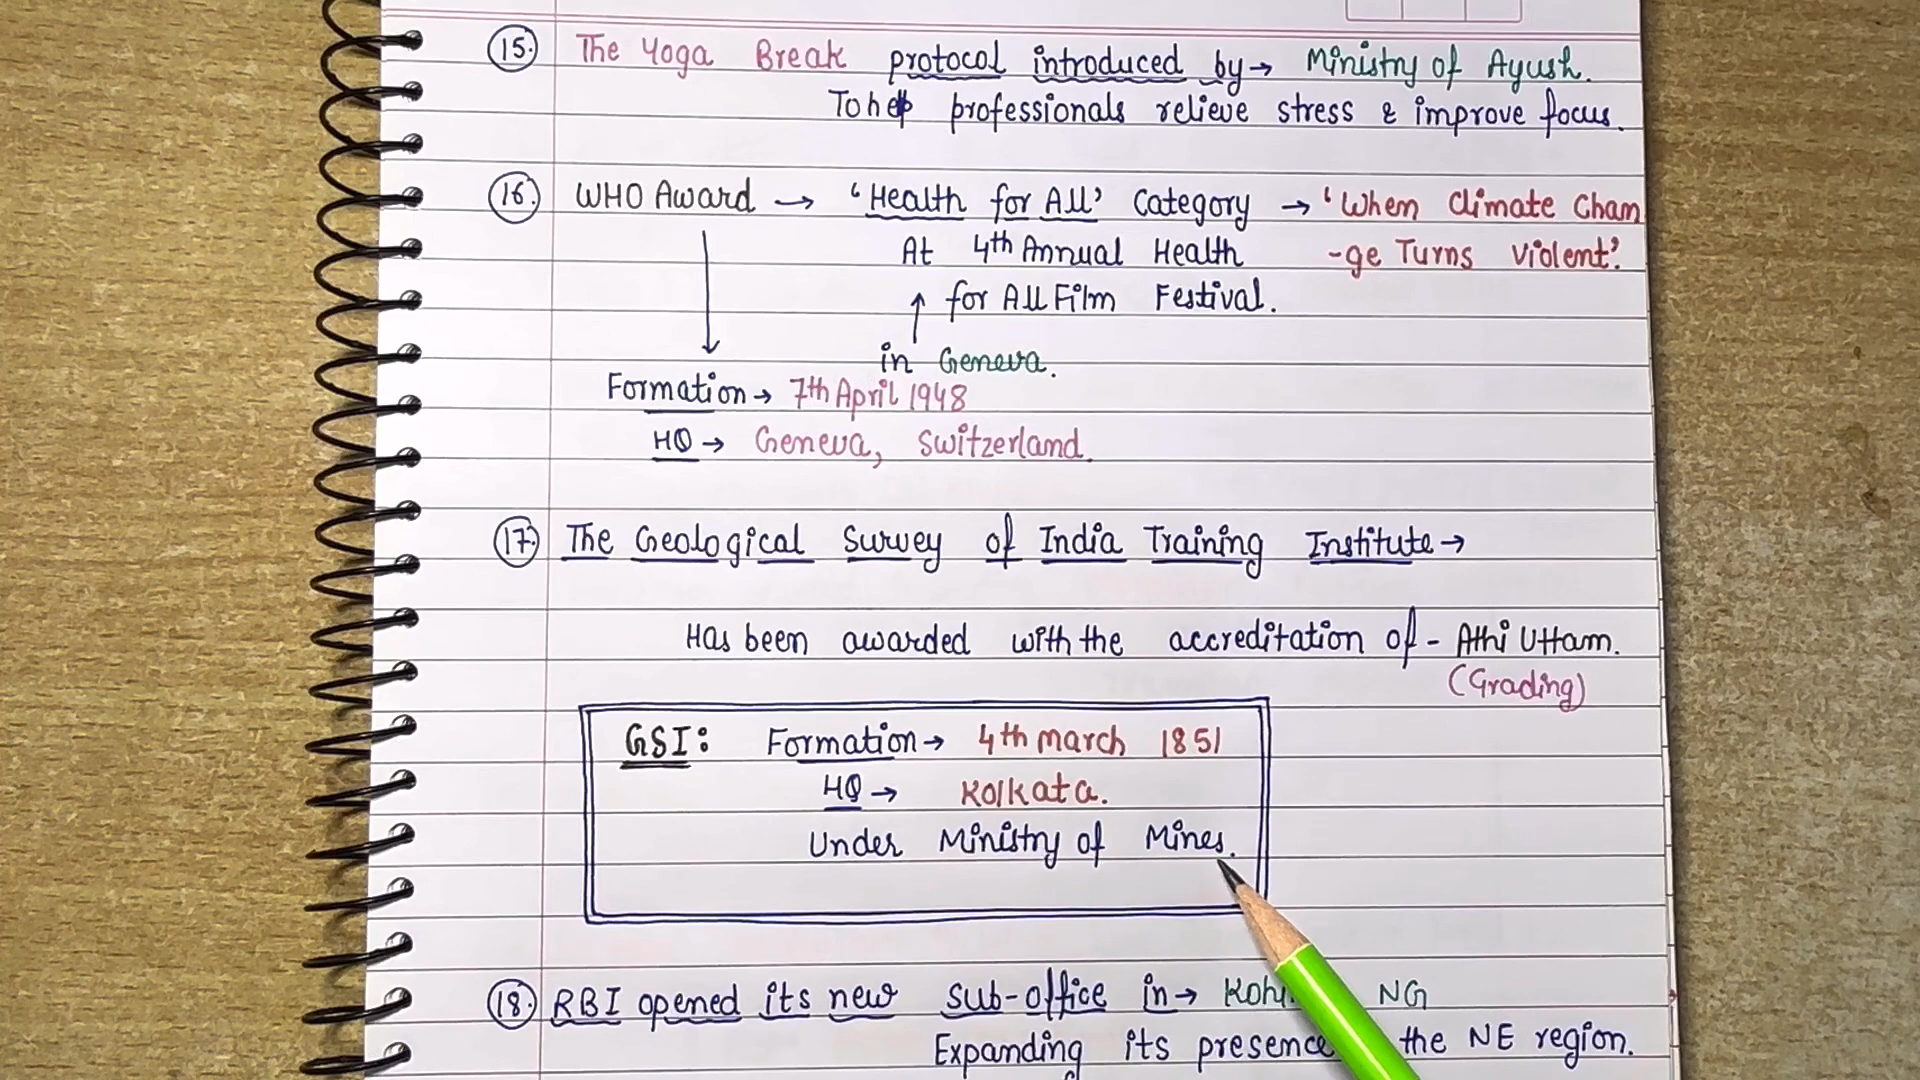 15. The Yoga Break protocol introduced by→ Ministry of Ayush.
To help professionals relieve stress & improve focus.
16. WHO Award → 'Health for All' Category → 'When Climate Chan
At 4th Annual Health -ge Turns Violent'.
for All Film Festival.
in Geneva.
Formation → 7th April 1948
HQ → Geneva, Switzerland.
17. The Geological Survey of India Training Institute →
Has been awarded with the accreditation of - Athi Uttam.
(Grading)
GSI: Formation → 4th march 1851
HQ → Kolkata.
Under Ministry of Mines.
18. RBI opened its new sub-office in → NG
Expanding its presence the NE region.